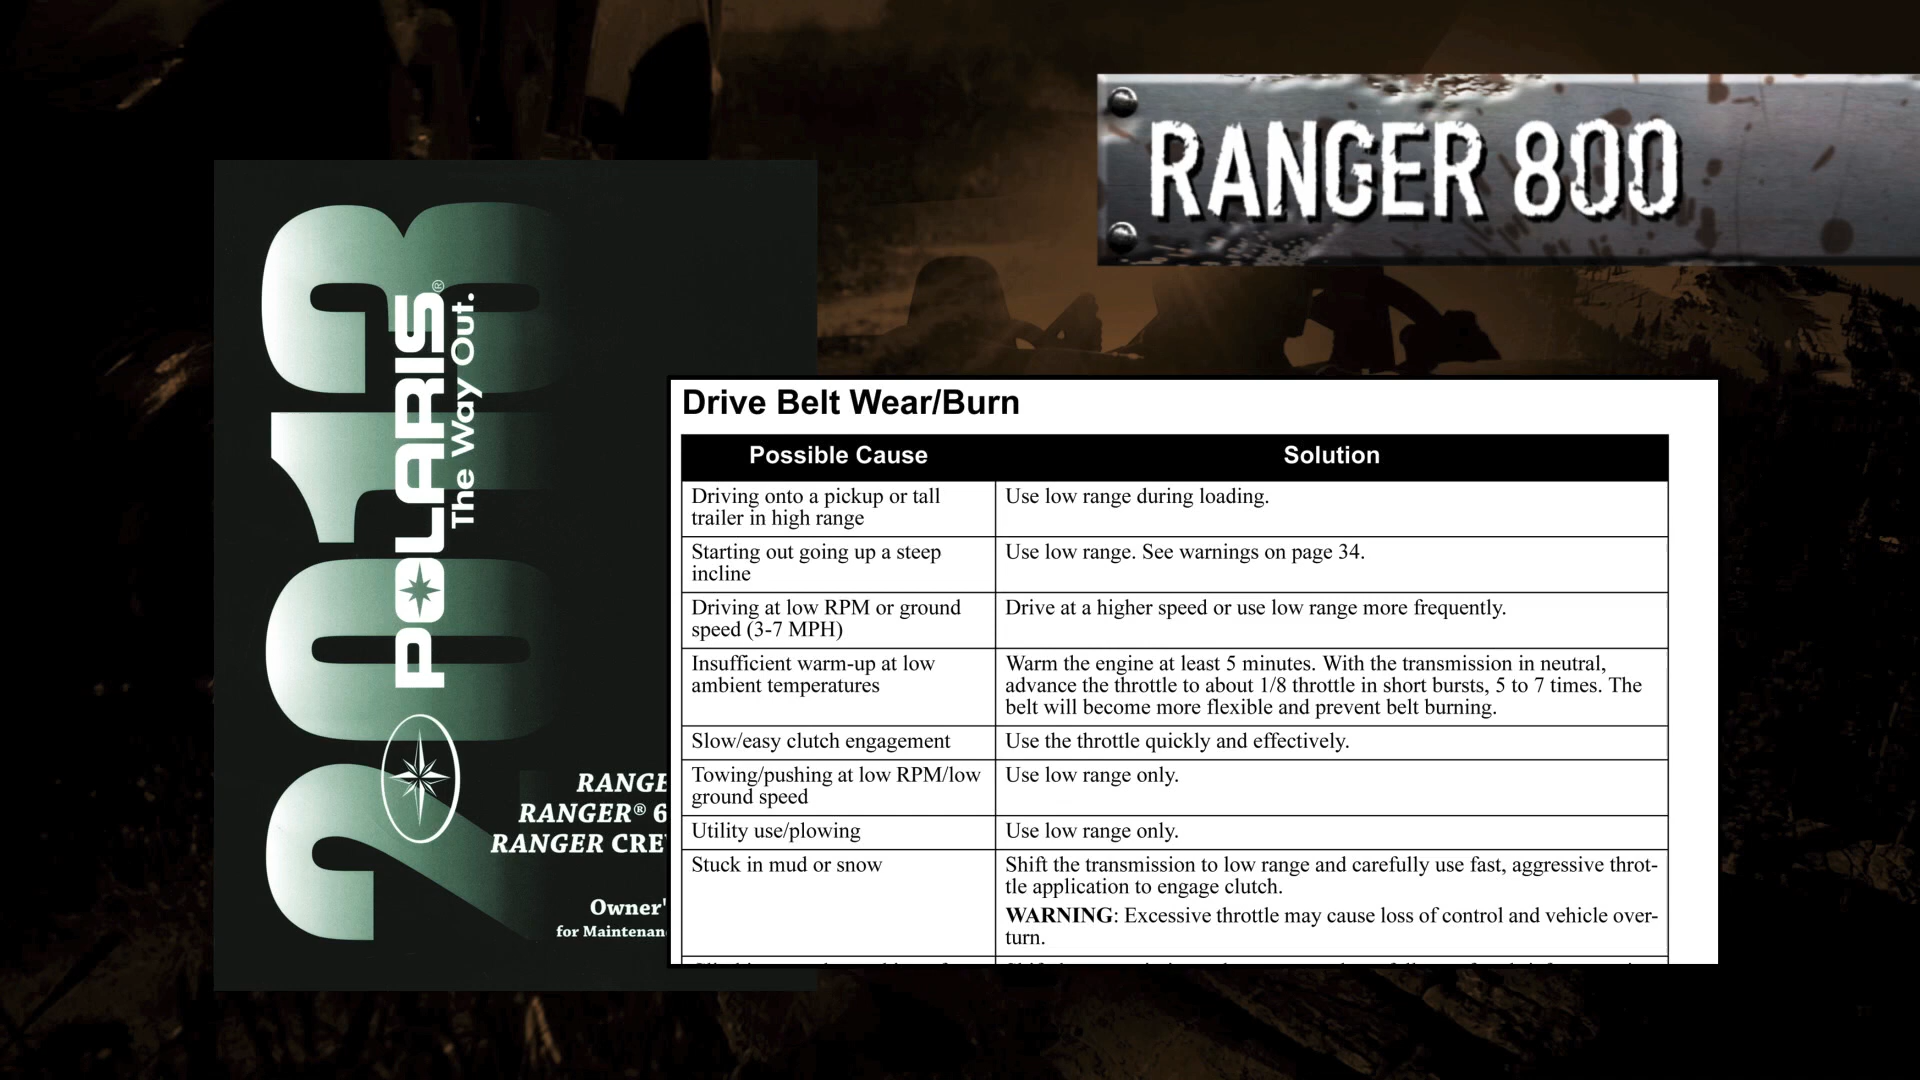 RANGER 800
2013
POLARIS®
The Way Out.
RANGE
RANGER® 6
RANGER CRE
Owner'
for Maintenan
Drive Belt Wear/Burn
Possible Cause Solution
Driving onto a pickup or tall
trailer in high range
Use low range during loading.
Starting out going up a steep
incline
Use low range. See warnings on page 34.
Driving at low RPM or ground
speed (3-7 MPH)
Drive at a higher speed or use low range more frequently.
Insufficient warm-up at low
ambient temperatures
Warm the engine at least 5 minutes. With the transmission in neutral,
advance the throttle to about 1/8 throttle in short bursts, 5 to 7 times. The
belt will become more flexible and prevent belt burning.
Slow/easy clutch engagement
Use the throttle quickly and effectively.
Towing/pushing at low RPM/low
ground speed
Use low range only.
Utility use/plowing
Use low range only.
Stuck in mud or snow
Shift the transmission to low range and carefully use fast, aggressive throt-
tle application to engage clutch.
WARNING: Excessive throttle may cause loss of control and vehicle over-
turn.